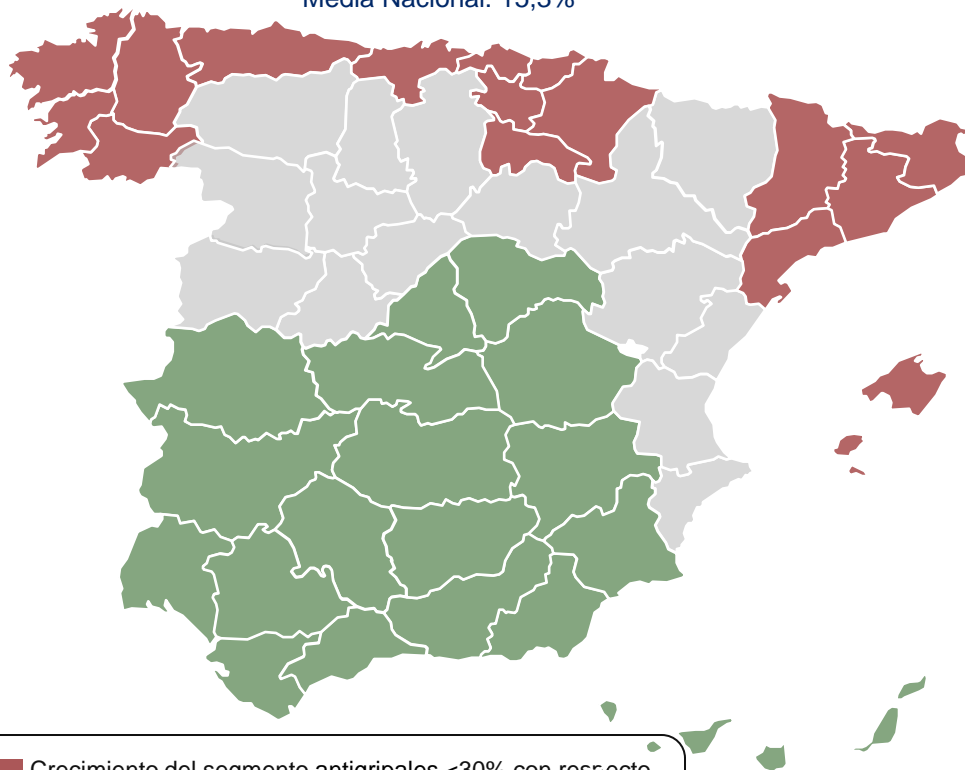 Media Nacional: 15,3%
Crecimiento del segmento antigripales <30% con respecto